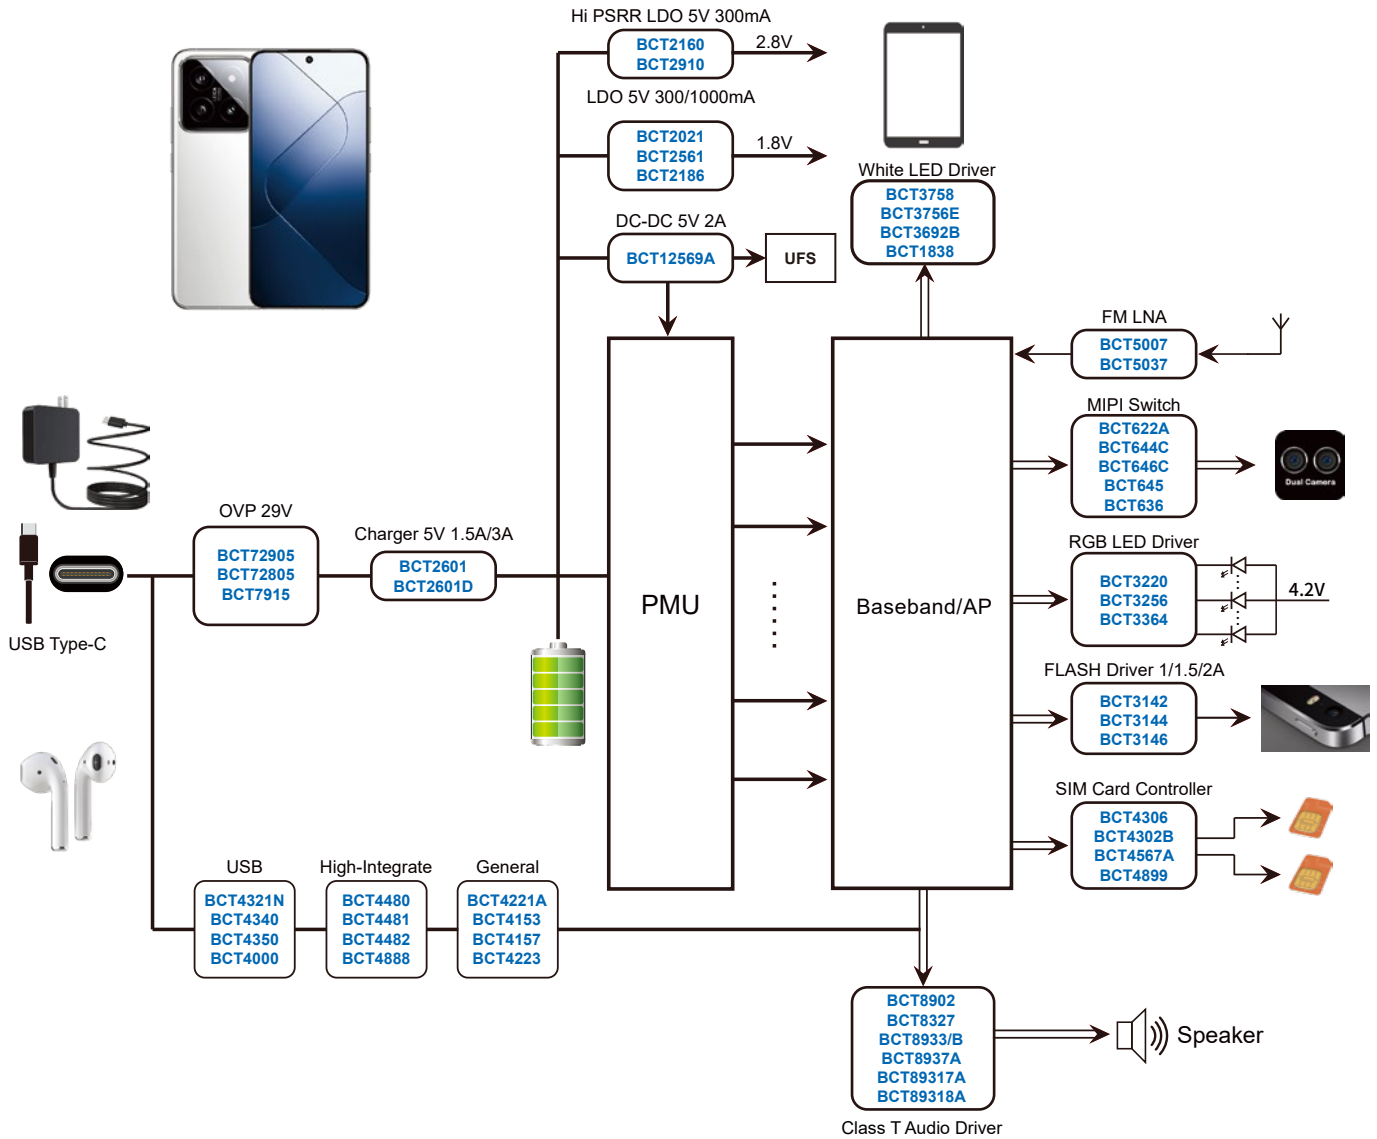 Hi PSRR LDO 5V 300mA
BCT2160
BCT2910
2.8V
LDO 5V 300/1000mA
BCT2021
BCT2561
BCT2186
1.8V
DC-DC 5V 2A
BCT12569A
UFS
White LED Driver
BCT3758
BCT3756E
BCT3692B
BCT1838
FM LNA
BCT5007
BCT5037
MIPI Switch
BCT622A
BCT644C
BCT646C
BCT645
BCT636
Dual Camera
OVP 29V
BCT72905
BCT72805
BCT7915
Charger 5V 1.5A/3A
BCT2601
BCT2601D
USB Type-C
PMU
Baseband/AP
RGB LED Driver
BCT3220
BCT3256
BCT3364
4.2V
FLASH Driver 1/1.5/2A
BCT3142
BCT3144
BCT3146
SIM Card Controller
BCT4306
BCT4302B
BCT4567A
BCT4899
USB
BCT4321N
BCT4340
BCT4350
BCT4000
High-Integrate
BCT4480
BCT4481
BCT4482
BCT4888
General
BCT4221A
BCT4153
BCT4157
BCT4223
BCT8902
BCT8327
BCT8933/B
BCT8937A
BCT89317A
BCT89318A
Class T Audio Driver
Speaker